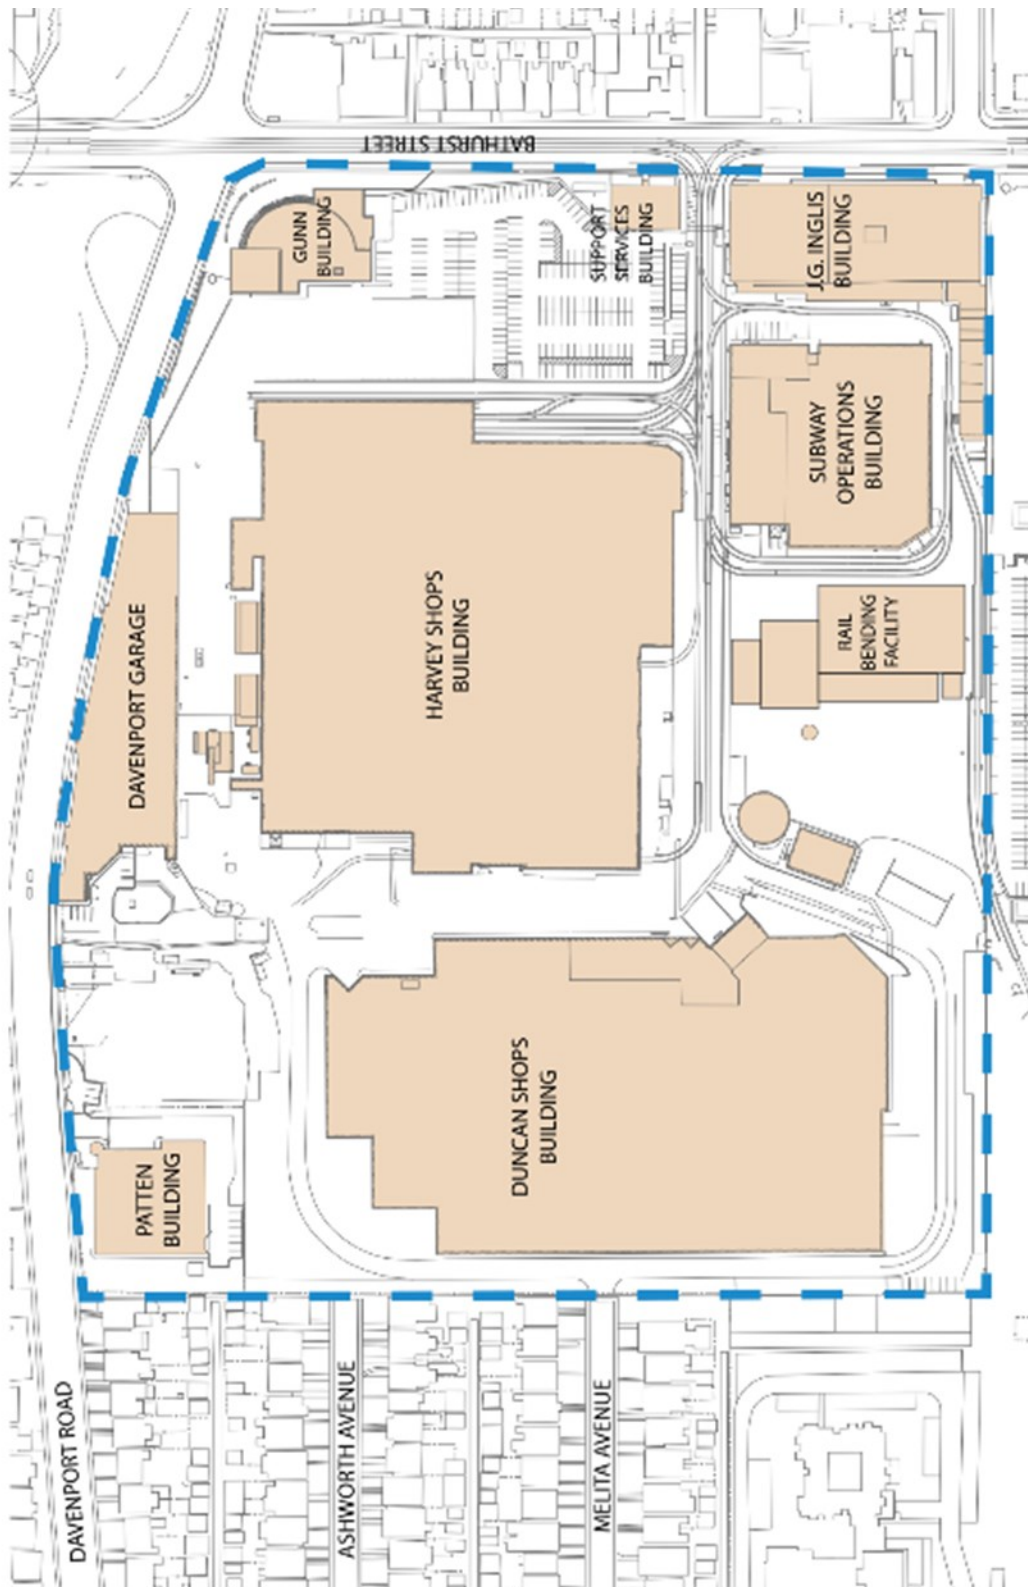 BATHURST STREET
GUNN
BUILDING
SUPPORT
SERVICES
BUILDING
J.G. INGLIS
BUILDING
SUBWAY
OPERATIONS
BUILDING
HARVEY SHOPS
BUILDING
DAVENPORT GARAGE
RAIL
BENDING
FACILITY
DUNCAN SHOPS
BUILDING
PATTEN
BUILDING
DAVENPORT ROAD
ASHWORTH AVENUE
MELITA AVENUE